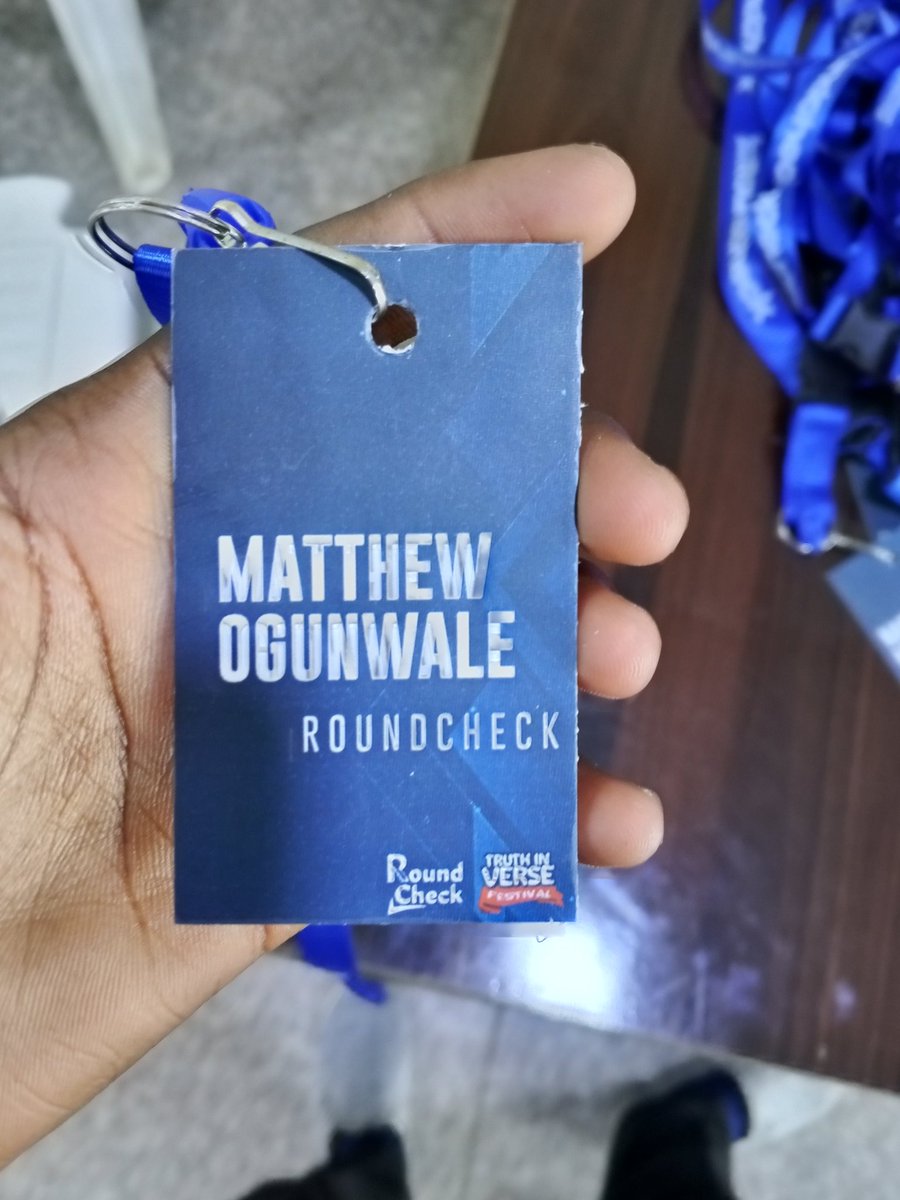 MATTHEW
OGUNWALE
ROUNDCHECK
Round
Check
TRUTH IN
VERSE
FESTIVAL